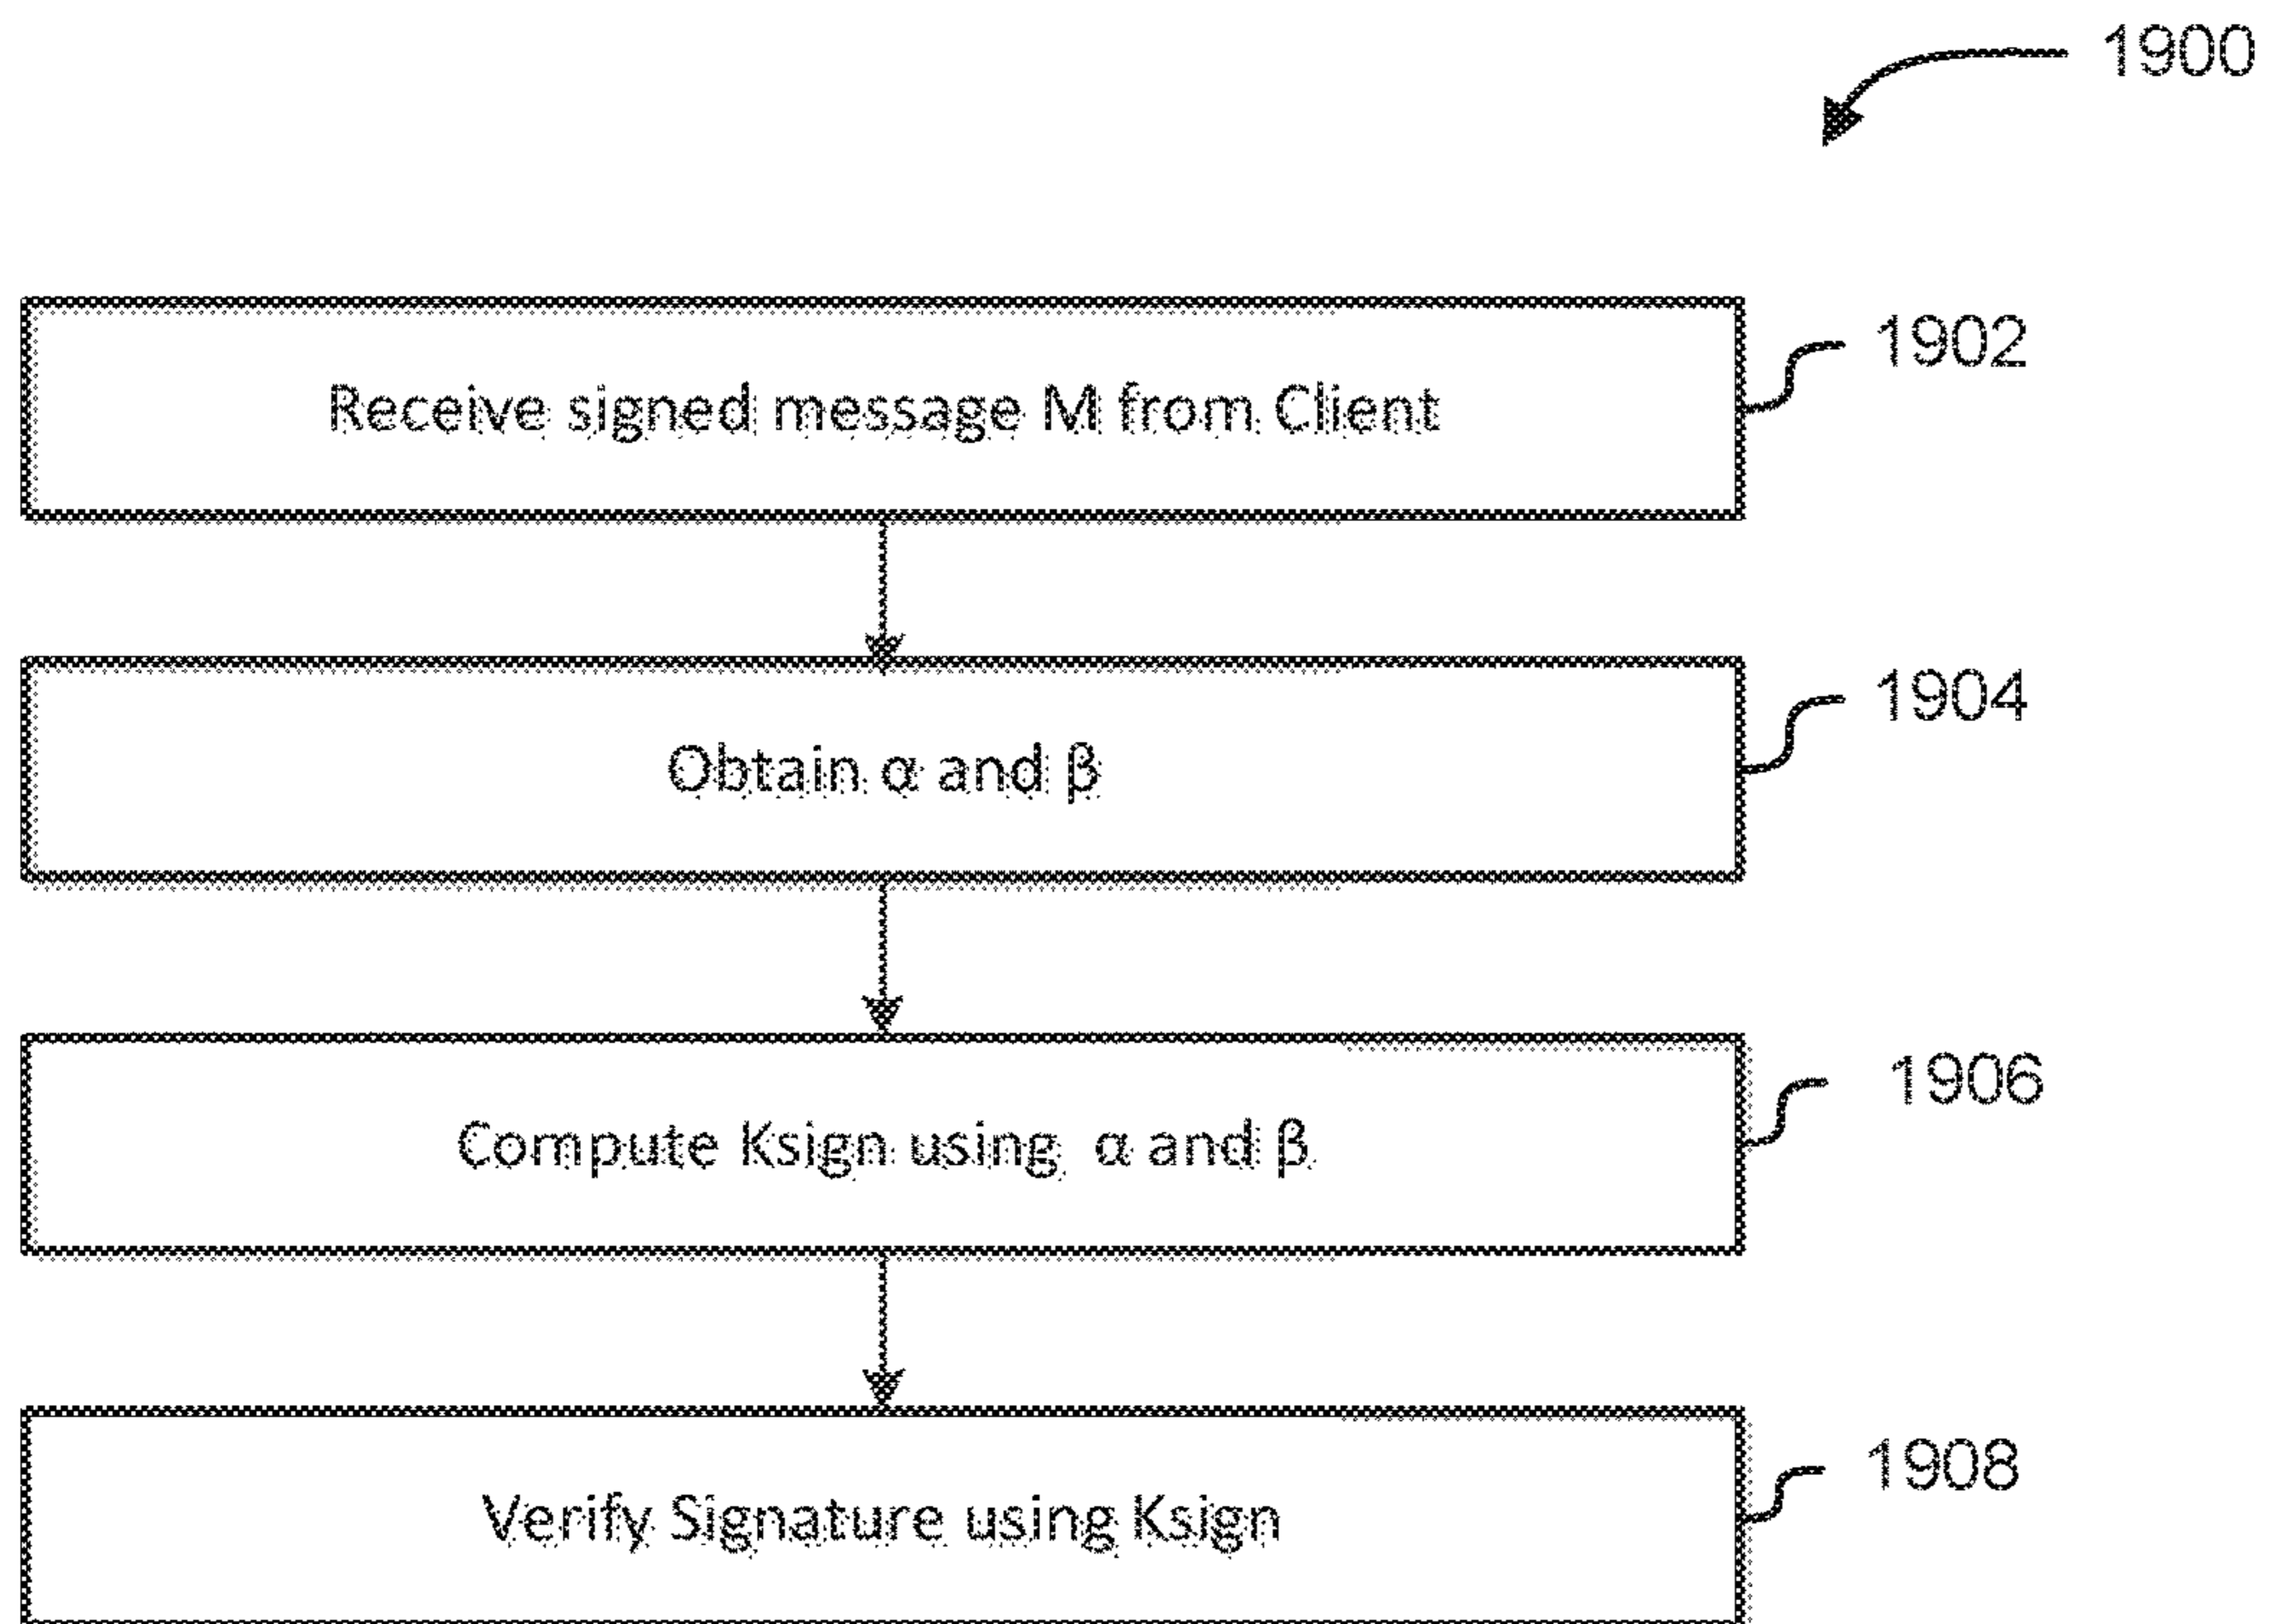 1900
Receive signed message M from Client
1902
Obtain α and β
1904
Compute Ksign using α and β
1906
Verify Signature using Ksign
1908